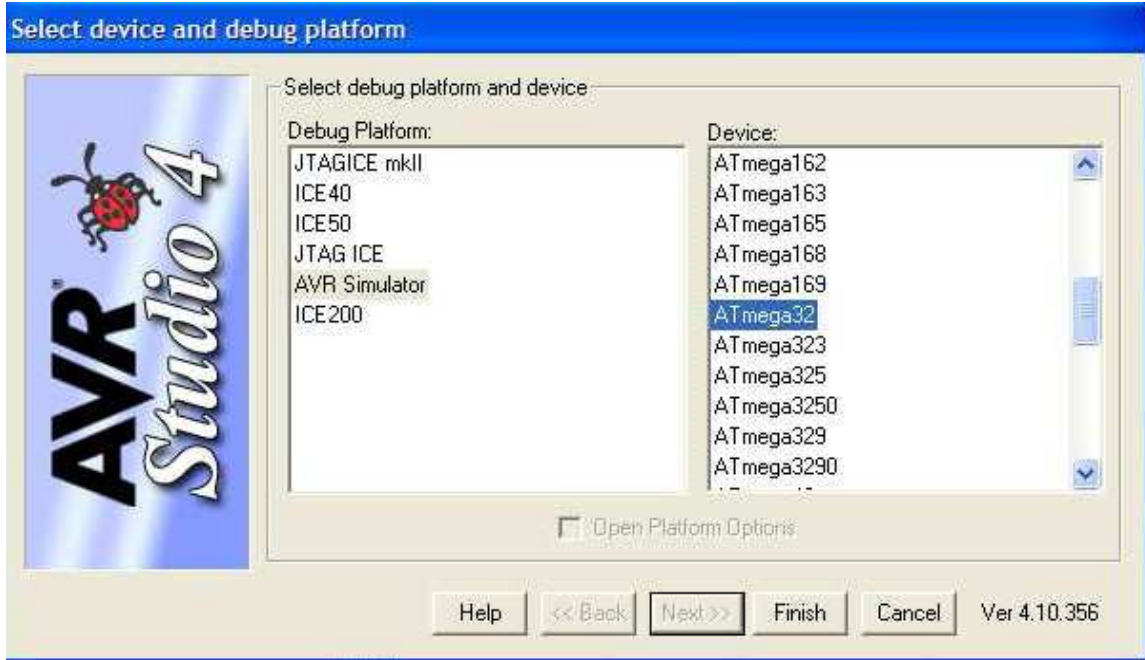 Select device and debug platform
AVR®
Studio 4
Select debug platform and device
Debug Platform:
JTAGICE mkII
ICE40
ICE50
JTAG ICE
AVR Simulator
ICE200
Device:
ATmega162
ATmega163
ATmega165
ATmega168
ATmega169
ATmega32
ATmega323
ATmega325
ATmega3250
ATmega329
ATmega3290
Open Platform Options
Help
<< Back
Next >>
Finish
Cancel
Ver 4.10.356